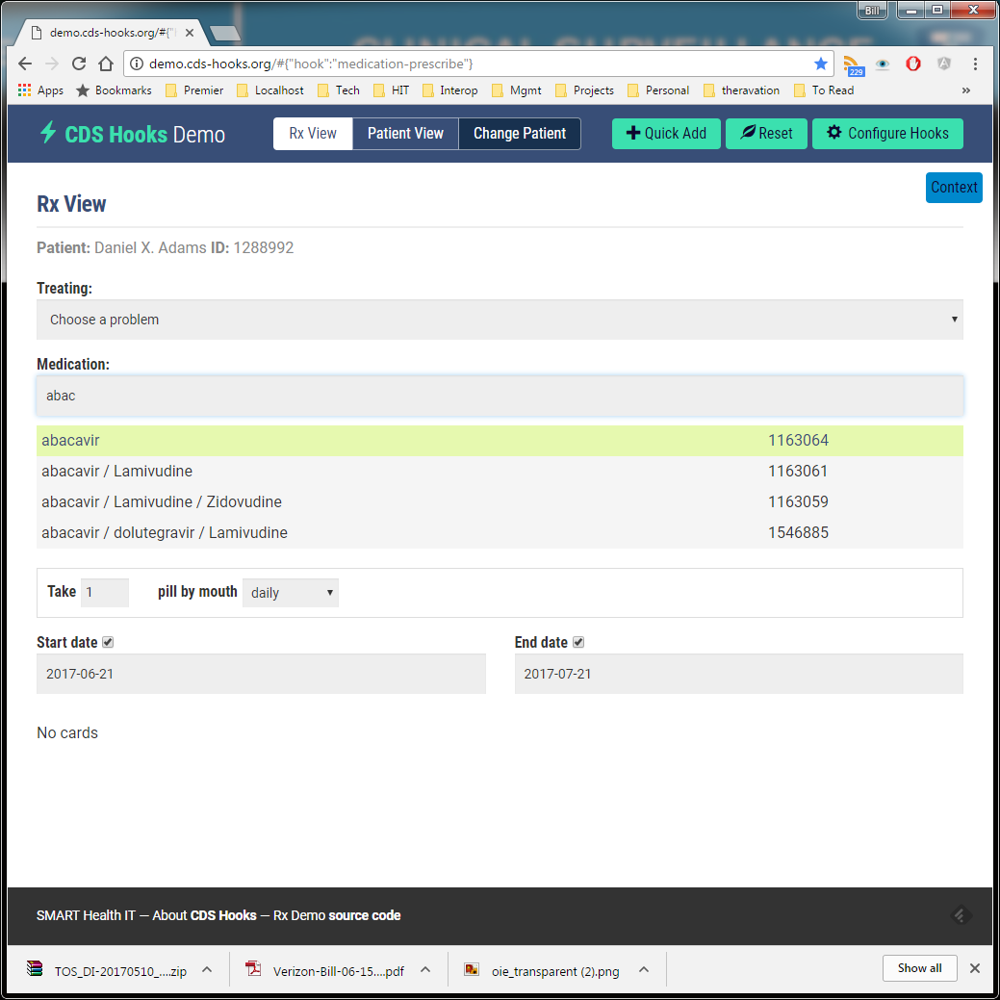 Bill
demo.cds-hooks.org/#{"
demo.cds-hooks.org/#{"hook":"medication-prescribe"}
229
Apps Bookmarks Premier Localhost Tech HIT Interop Mgmt Projects Personal theravation To Read »
CDS Hooks Demo Rx View Patient View Change Patient Quick Add Reset Configure Hooks
Context
Rx View
Patient: Daniel X. Adams ID: 1288992
Treating:
Choose a problem
Medication:
abac
abacavir 1163064
abacavir / Lamivudine 1163061
abacavir / Lamivudine / Zidovudine 1163059
abacavir / dolutegravir / Lamivudine 1546885
Take 1 pill by mouth daily
Start date End date
2017-06-21 2017-07-21
No cards
SMART Health IT — About CDS Hooks — Rx Demo source code
TOS_DI-20170510_....zip Verizon-Bill-06-15....pdf oie_transparent (2).png Show all